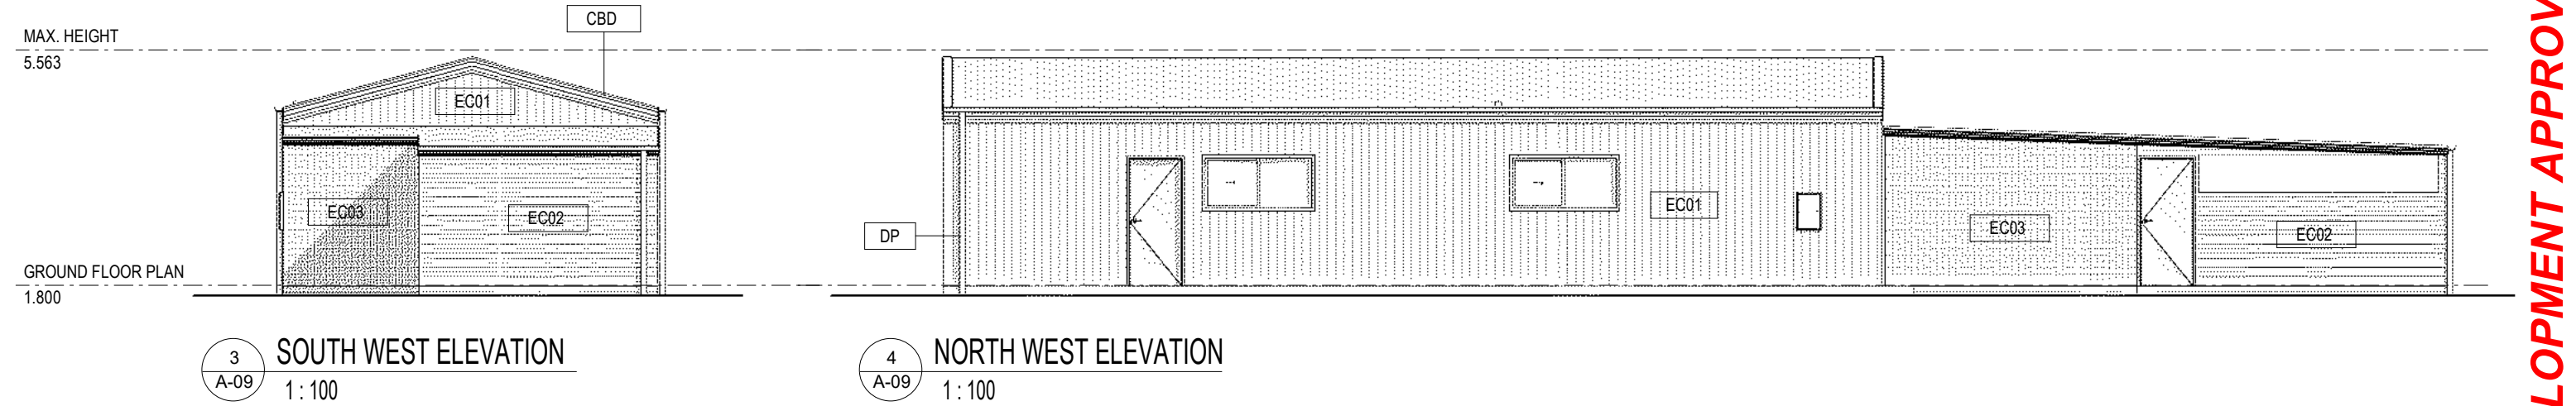 CBD
MAX. HEIGHT
5.563
EC01
EC03
EC02
DP
EC01
EC03
EC02
GROUND FLOOR PLAN
1.800
3
A-09
SOUTH WEST ELEVATION
1 : 100
4
A-09
NORTH WEST ELEVATION
1 : 100
LOPMENT APPROV